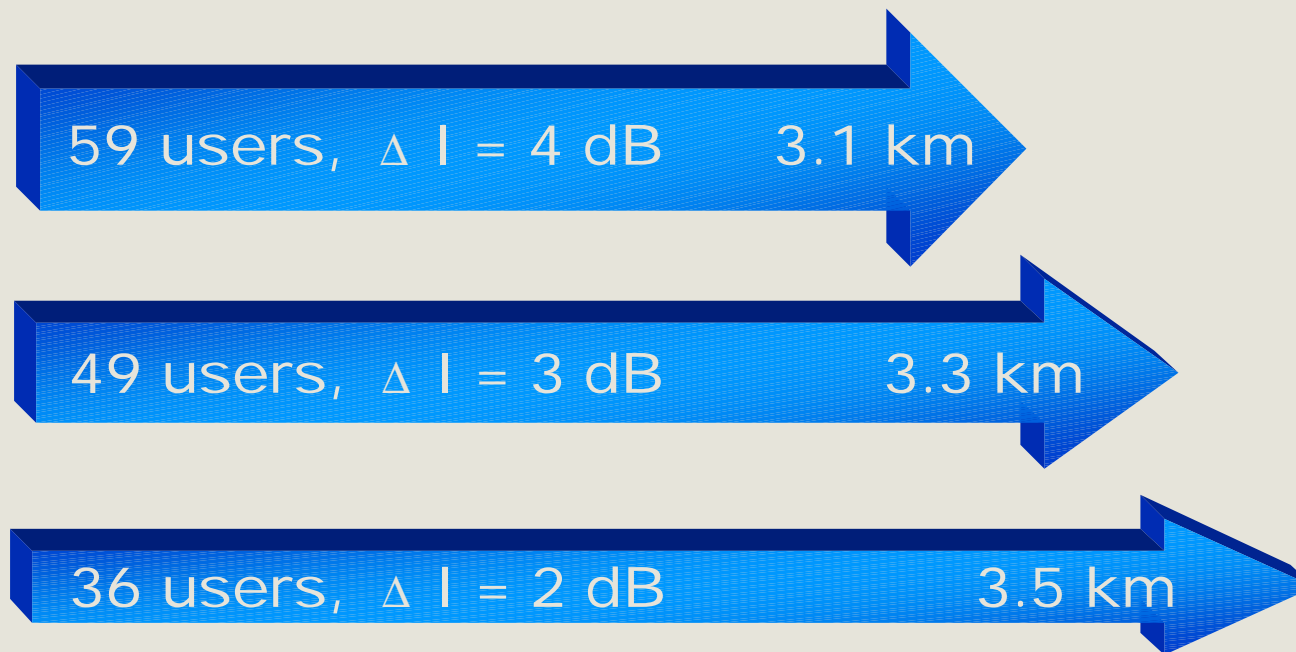 59 users, Δ I = 4 dB 3.1 km
49 users, Δ I = 3 dB 3.3 km
36 users, Δ I = 2 dB 3.5 km